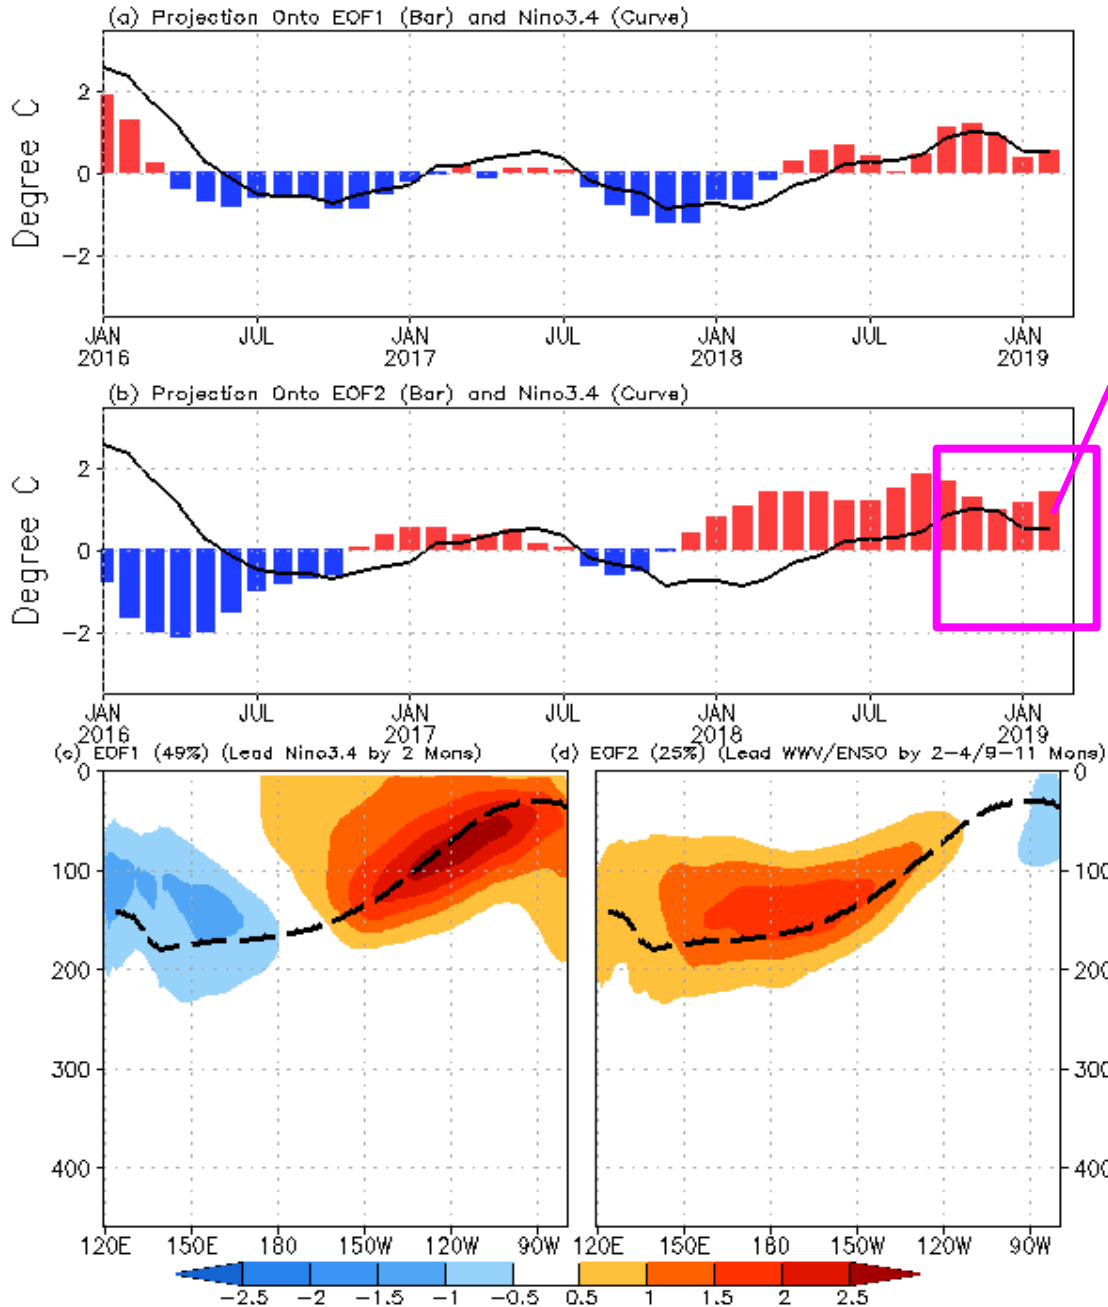 (a) Projection Onto EOF1 (Bar) and Nino3.4 (Curve)
Degree C
2
0
-2
JAN JUL JAN JUL JAN JUL JAN
2016 2017 2018 2019
(b) Projection Onto EOF2 (Bar) and Nino3.4 (Curve)
Degree C
2
0
-2
JAN JUL JAN JUL JAN JUL JAN
2016 2017 2018 2019
(c) EOF1 (49%) (Lead Nino3.4 by 2 Mons)
0
100
200
300
400
120E 150E 180 150W 120W 90W
(d) EOF2 (25%) (Lead WWV/ENSO by 2-4/9-11 Mons)
0
100
200
300
400
120E 150E 180 150W 120W 90W
-2.5 -2 -1.5 -1 -0.5 0.5 1 1.5 2 2.5